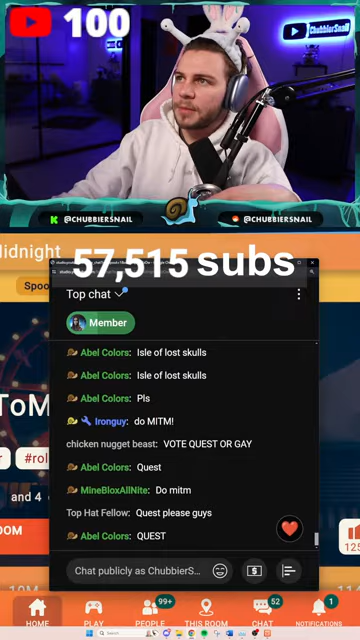 100
ChubbierSnail
@CHUBBIERSNAIL
@CHUBBIERSNAIL
Midnight
57,515 subs
Spoo
Top chat
Member
Abel Colors: Isle of lost skulls
Abel Colors: Isle of lost skulls
Abel Colors: Pls
Ironguy: do MITM!
chicken nugget beast: VOTE QUEST OR GAY
Abel Colors: Quest
MineBloxAllNite: Do mitm
Top Hat Fellow: Quest please guys
Abel Colors: QUEST
Chat publicly as ChubbierS...
ToM
#rol
and 4
OOM
125
10M
HOME
PLAY
99+
PEOPLE
THIS ROOM
52
CHAT
1
NOTIFICATIONS
Search